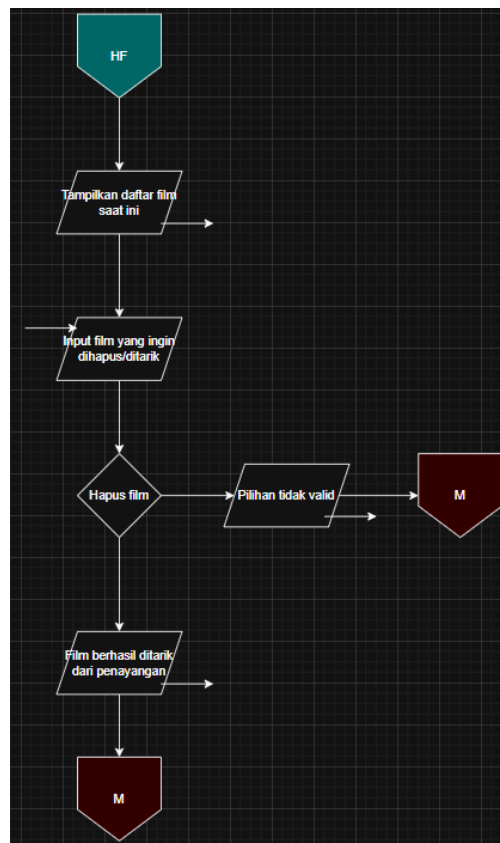 HF
Tampilkan daftar film
saat ini
Input film yang ingin
dihapus/ditarik
Hapus film
Pilihan tidak valid
M
Film berhasil ditarik
dari penayangan
M